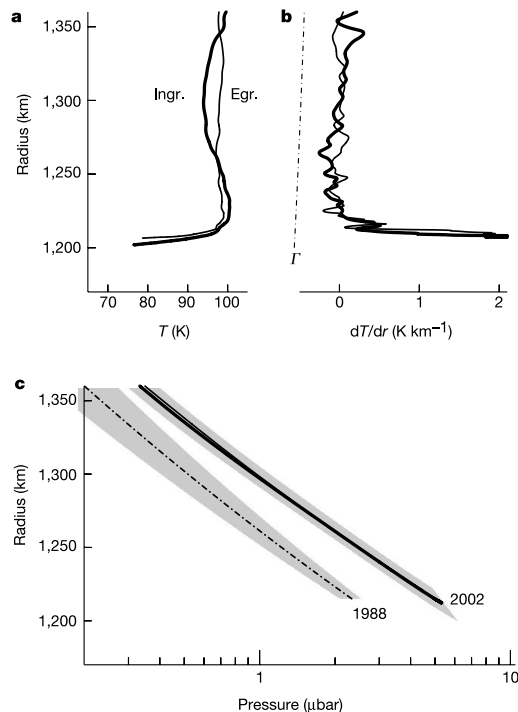 a
b
1,350
1,300
1,250
1,200
Radius (km)
Ingr.
Egr.
Γ
70 80 90 100
0 1 2
T (K)
dT/dr (K km–1)
c
1,350
1,300
1,250
1,200
Radius (km)
2002
1988
1 10
Pressure (μbar)